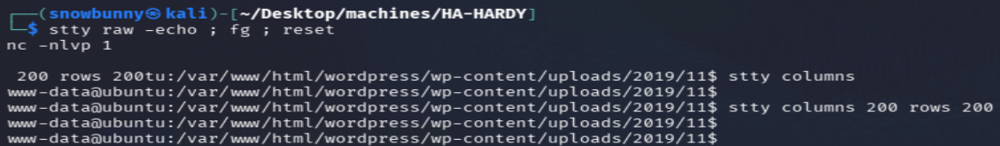 ┌──(snowbunny㉿kali)-[~/Desktop/machines/HA-HARDY]
└─$ stty raw -echo ; fg ; reset
nc -nlvp 1
 200 rows 200tu:/var/www/html/wordpress/wp-content/uploads/2019/11$ stty columns
www-data@ubuntu:/var/www/html/wordpress/wp-content/uploads/2019/11$
www-data@ubuntu:/var/www/html/wordpress/wp-content/uploads/2019/11$ stty columns 200 rows 200
www-data@ubuntu:/var/www/html/wordpress/wp-content/uploads/2019/11$
www-data@ubuntu:/var/www/html/wordpress/wp-content/uploads/2019/11$